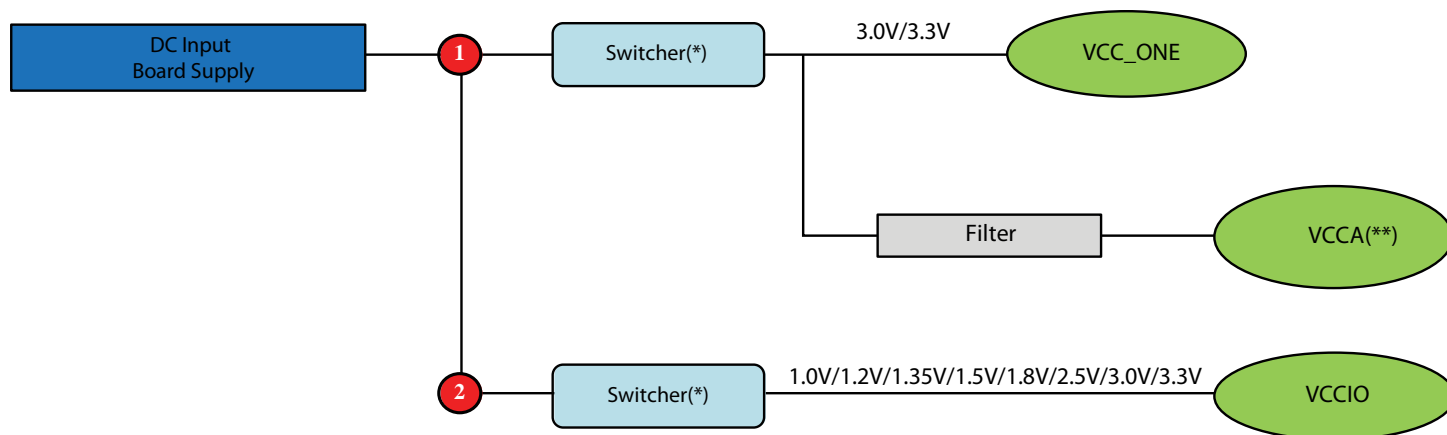 DC Input
Board Supply
1
Switcher(*)
3.0V/3.3V
VCC_ONE
Filter
VCCA(**)
2
Switcher(*)
1.0V/1.2V/1.35V/1.5V/1.8V/2.5V/3.0V/3.3V
VCCIO